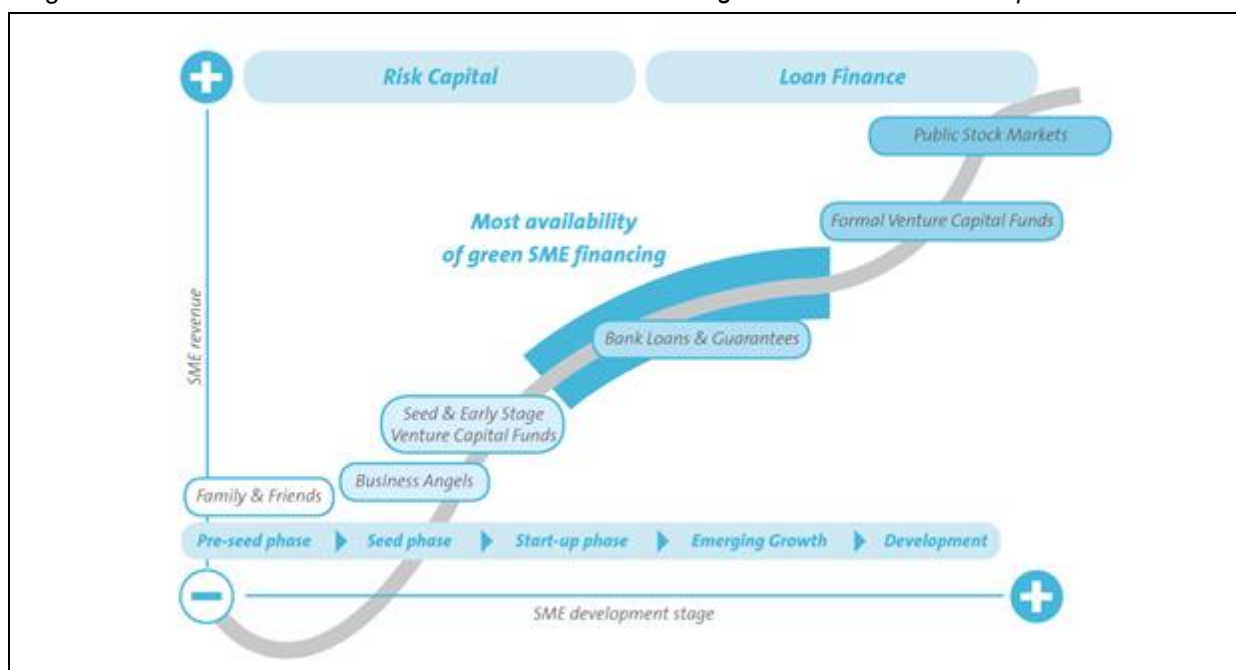 Risk Capital
Loan Finance
Public Stock Markets
Formal Venture Capital Funds
Most availability
of green SME financing
Bank Loans & Guarantees
SME revenue
Seed & Early Stage
Venture Capital Funds
Business Angels
Family & Friends
Pre-seed phase
Seed phase
Start-up phase
Emerging Growth
Development
SME development stage